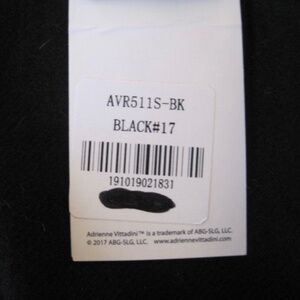 AVR511S-BK
BLACK#17
191019021831
Adrienne Vittadini™ is a trademark of ABG-SLG, LLC.
© 2017 ABG-SLG, LLC. www.adriennevittadini.com